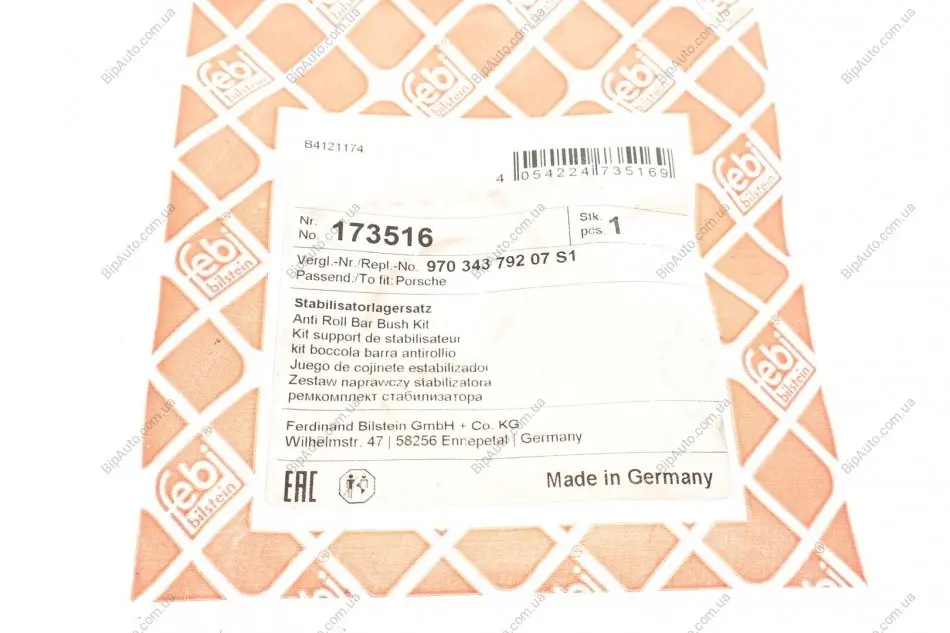 febi bilstein
B4121174
4 054224 735169
Nr.
No. 173516
Stk.
pcs. 1
Vergl.-Nr./Repl.-No. 970 343 792 07 S1
Passend:/To fit: Porsche
Stabilisatorlagersatz
Anti Roll Bar Bush Kit
Kit support de stabilisateur
kit boccola barra antirollio
Juego de cojinete estabilizador
Zestaw naprawczy stabilizatora
ремкомплект стабилизатора
Ferdinand Bilstein GmbH + Co. KG
Wilhelmstr. 47 | 58256 Ennepetal | Germany
EAC
Made in Germany
BipAuto.com.ua